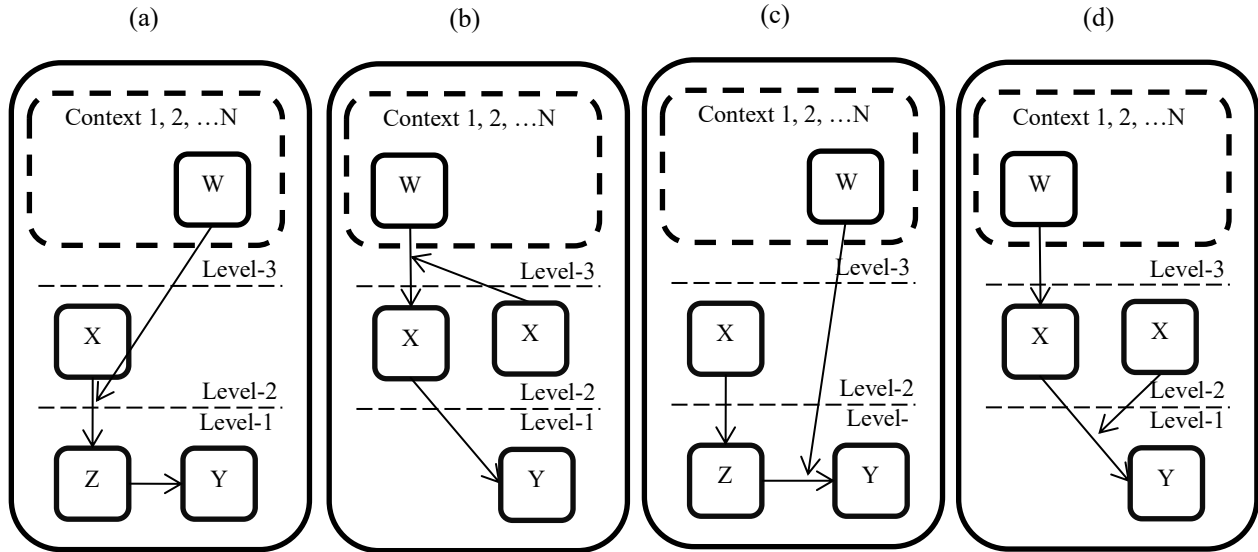 (a)
(b)
(c)
(d)
Context 1, 2, …N
Context 1, 2, …N
Context 1, 2, …N
Context 1, 2, …N
W
W
W
W
Level-3
Level-3
Level-3
Level-3
X
X
X
X
X
X
Level-2
Level-2
Level-2
Level-2
Level-1
Level-1
Level-
Level-1
Z
Y
Y
Z
Y
Y